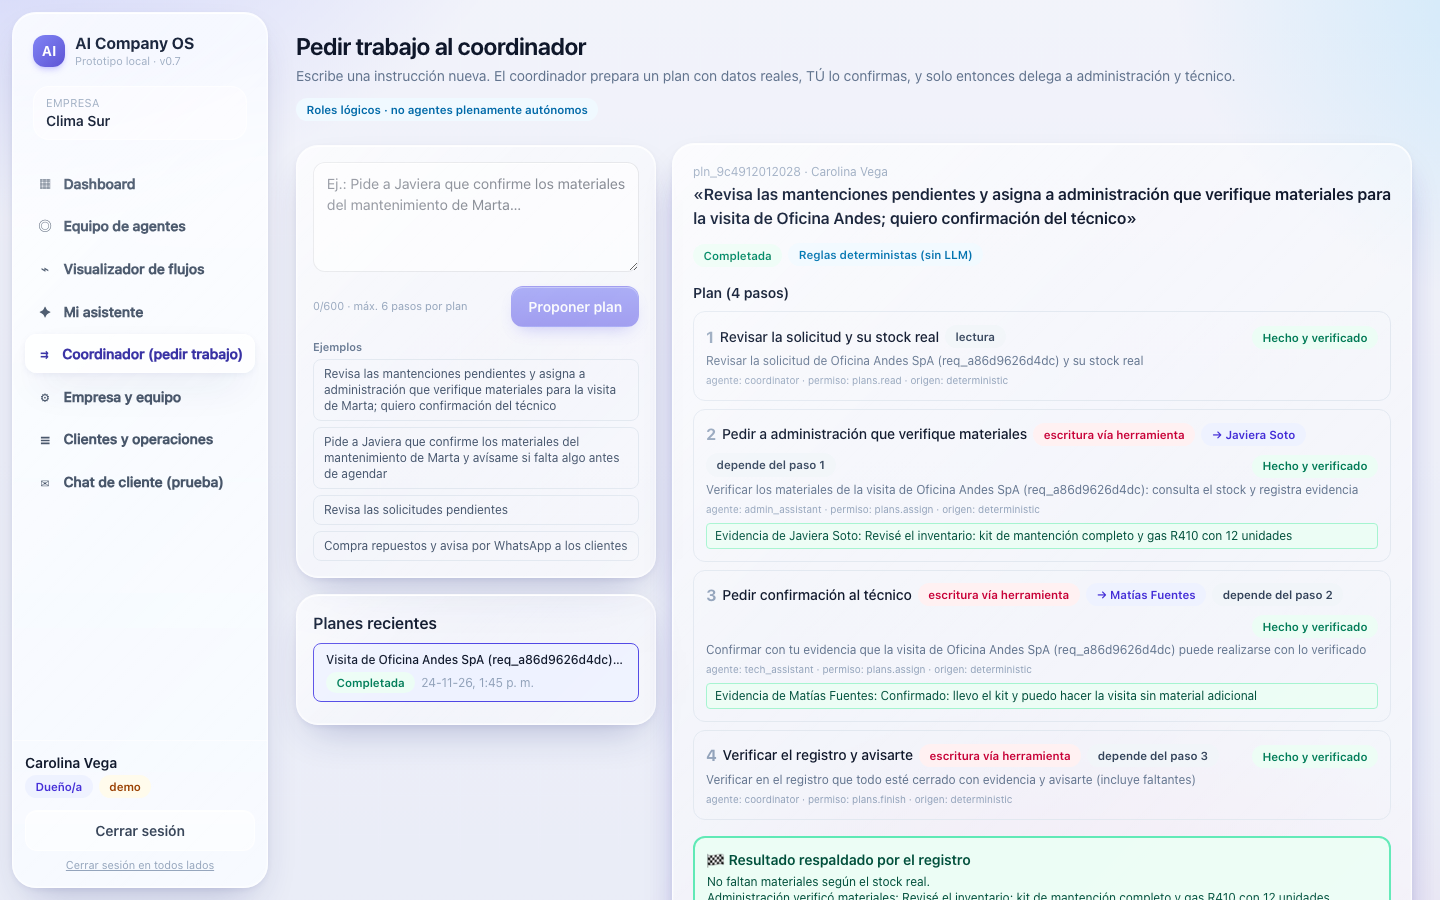 AI
AI Company OS
Prototipo local · v0.7
EMPRESA
Clima Sur
Dashboard
Equipo de agentes
Visualizador de flujos
Mi asistente
Coordinador (pedir trabajo)
Empresa y equipo
Clientes y operaciones
Chat de cliente (prueba)
Carolina Vega
Dueño/a
demo
Cerrar sesión
Cerrar sesión en todos lados
Pedir trabajo al coordinador
Escribe una instrucción nueva. El coordinador prepara un plan con datos reales, TÚ lo confirmas, y solo entonces delega a administración y técnico.
Roles lógicos · no agentes plenamente autónomos
Ej.: Pide a Javiera que confirme los materiales
del mantenimiento de Marta...
0/600 · máx. 6 pasos por plan
Proponer plan
Ejemplos
Revisa las mantenciones pendientes y asigna a
administración que verifique materiales para la visita
de Marta; quiero confirmación del técnico
Pide a Javiera que confirme los materiales del
mantenimiento de Marta y avísame si falta algo antes
de agendar
Revisa las solicitudes pendientes
Compra repuestos y avisa por WhatsApp a los clientes
Planes recientes
Visita de Oficina Andes SpA (req_a86d9626d4dc)...
Completada 24-11-26, 1:45 p. m.
pln_9c4912012028 · Carolina Vega
«Revisa las mantenciones pendientes y asigna a administración que verifique materiales para
la visita de Oficina Andes; quiero confirmación del técnico»
Completada Reglas deterministas (sin LLM)
Plan (4 pasos)
1 Revisar la solicitud y su stock real lectura Hecho y verificado
Revisar la solicitud de Oficina Andes SpA (req_a86d9626d4dc) y su stock real
agente: coordinator · permiso: plans.read · origen: deterministic
2 Pedir a administración que verifique materiales escritura vía herramienta → Javiera Soto
depende del paso 1 Hecho y verificado
Verificar los materiales de la visita de Oficina Andes SpA (req_a86d9626d4dc): consulta el stock y registra evidencia
agente: admin_assistant · permiso: plans.assign · origen: deterministic
Evidencia de Javiera Soto: Revisé el inventario: kit de mantención completo y gas R410 con 12 unidades
3 Pedir confirmación al técnico escritura vía herramienta → Matías Fuentes depende del paso 2
Hecho y verificado
Confirmar con tu evidencia que la visita de Oficina Andes SpA (req_a86d9626d4dc) puede realizarse con lo verificado
agente: tech_assistant · permiso: plans.assign · origen: deterministic
Evidencia de Matías Fuentes: Confirmado: llevo el kit y puedo hacer la visita sin material adicional
4 Verificar el registro y avisarte escritura vía herramienta depende del paso 3 Hecho y verificado
Verificar en el registro que todo esté cerrado con evidencia y avisarte (incluye faltantes)
agente: coordinator · permiso: plans.finish · origen: deterministic
Resultado respaldado por el registro
No faltan materiales según el stock real.
Administración verificó materiales: Revisé el inventario: kit de mantención completo y gas R410 con 12 unidades